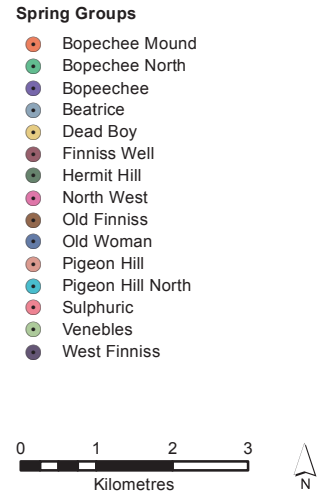 Spring Groups
Bopechee Mound
Bopechee North
Bopeechee
Beatrice
Dead Boy
Finniss Well
Hermit Hill
North West
Old Finniss
Old Woman
Pigeon Hill
Pigeon Hill North
Sulphuric
Venebles
West Finniss
0 1 2 3
Kilometres
N